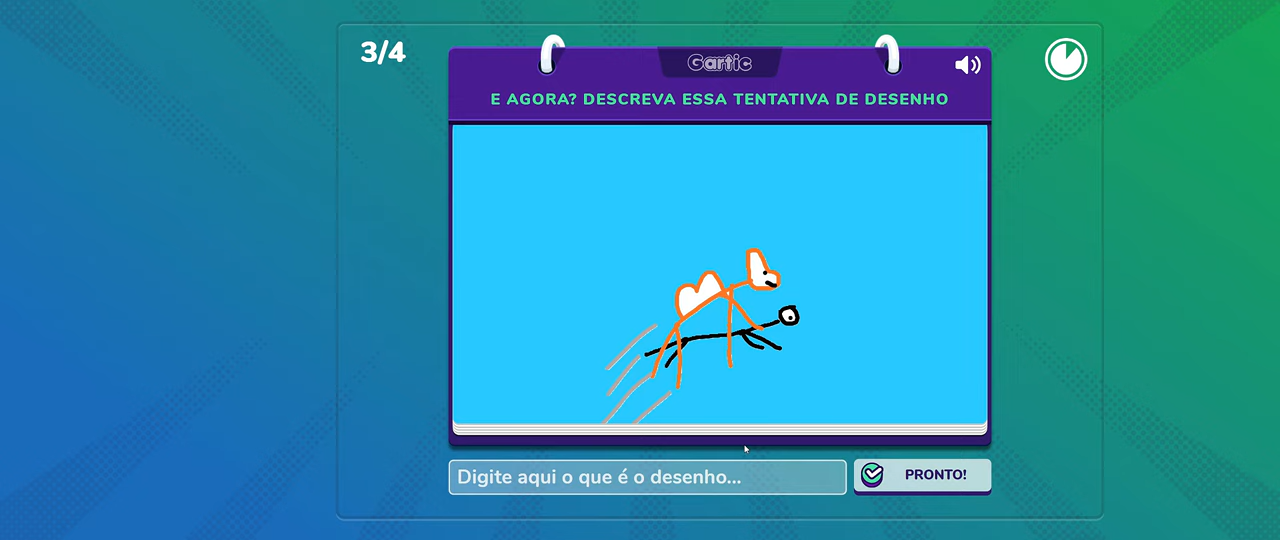 3/4
Gartic
E AGORA? DESCREVA ESSA TENTATIVA DE DESENHO
Digite aqui o que é o desenho...
PRONTO!